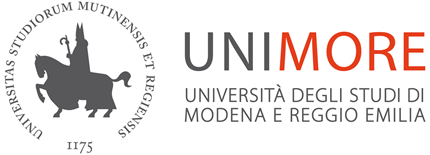 UNIVERSITAS STUDIORUM MUTINENSIS ET REGIENSIS
1175
UNIMORE
UNIVERSITÀ DEGLI STUDI DI
MODENA E REGGIO EMILIA